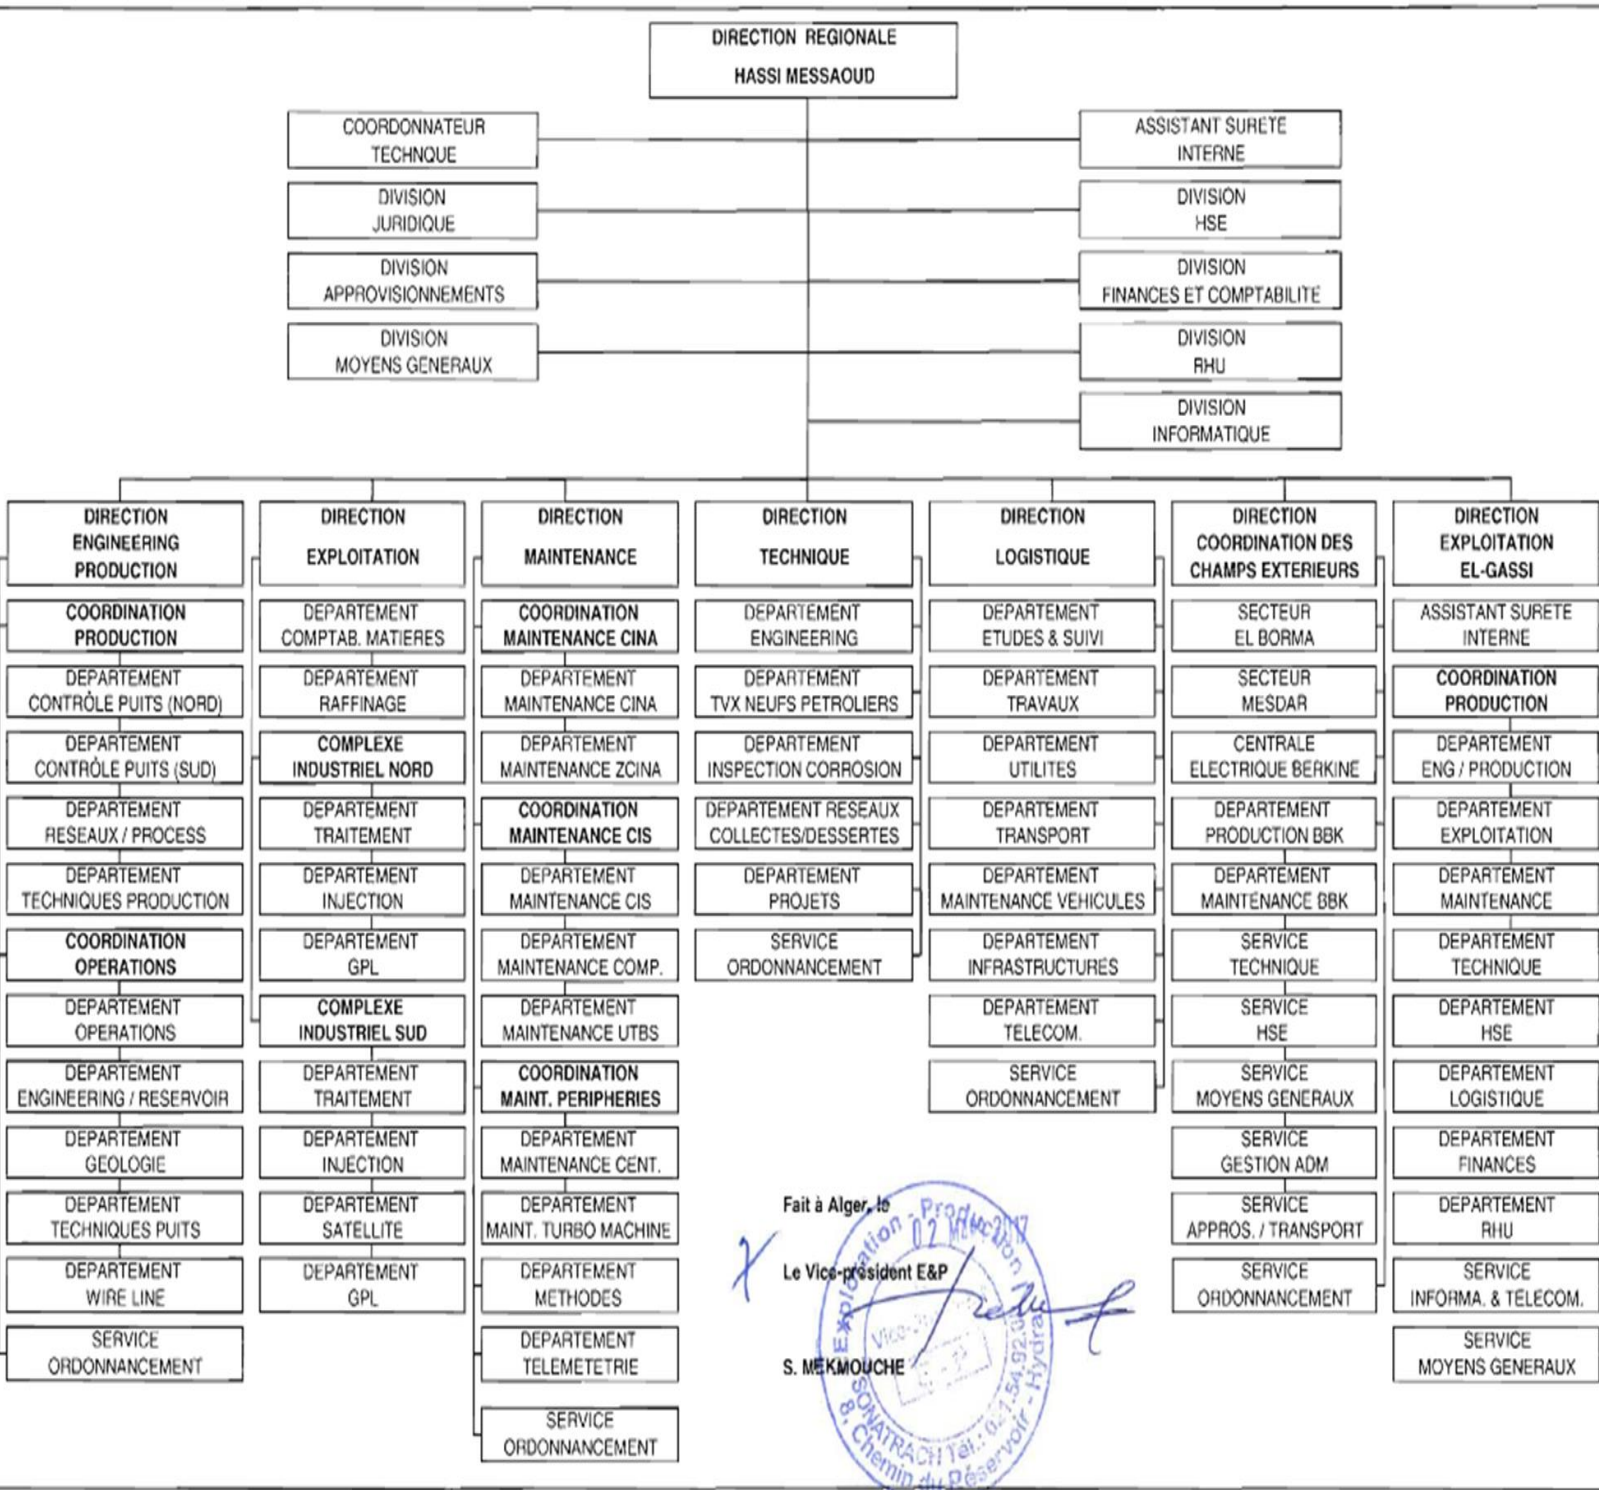 DIRECTION REGIONALE
HASSI MESSAOUD
COORDONNATEUR
TECHNQUE
ASSISTANT SURETE
INTERNE
DIVISION
JURIDIQUE
DIVISION
HSE
DIVISION
APPROVISIONNEMENTS
DIVISION
FINANCES ET COMPTABILITE
DIVISION
MOYENS GENERAUX
DIVISION
RHU
DIVISION
INFORMATIQUE
DIRECTION
ENGINEERING
PRODUCTION
COORDINATION
PRODUCTION
DEPARTEMENT
CONTRÔLE PUITS (NORD)
DEPARTEMENT
CONTRÔLE PUITS (SUD)
DEPARTEMENT
RESEAUX / PROCESS
DEPARTEMENT
TECHNIQUES PRODUCTION
COORDINATION
OPERATIONS
DEPARTEMENT
OPERATIONS
DEPARTEMENT
ENGINEERING / RESERVOIR
DEPARTEMENT
GEOLOGIE
DEPARTEMENT
TECHNIQUES PUITS
DEPARTEMENT
WIRE LINE
SERVICE
ORDONNANCEMENT
DIRECTION
EXPLOITATION
DEPARTEMENT
COMPTAB. MATIERES
DEPARTEMENT
RAFFINAGE
COMPLEXE
INDUSTRIEL NORD
DEPARTEMENT
TRAITEMENT
DEPARTEMENT
INJECTION
DEPARTEMENT
GPL
COMPLEXE
INDUSTRIEL SUD
DEPARTEMENT
TRAITEMENT
DEPARTEMENT
INJECTION
DEPARTEMENT
SATELLITE
DEPARTEMENT
GPL
DIRECTION
MAINTENANCE
COORDINATION
MAINTENANCE CINA
DEPARTEMENT
MAINTENANCE CINA
DEPARTEMENT
MAINTENANCE ZCINA
COORDINATION
MAINTENANCE CIS
DEPARTEMENT
MAINTENANCE CIS
DEPARTEMENT
MAINTENANCE COMP.
DEPARTEMENT
MAINTENANCE UTBS
COORDINATION
MAINT. PERIPHERIES
DEPARTEMENT
MAINTENANCE CENT.
DEPARTEMENT
MAINT. TURBO MACHINE
DEPARTEMENT
METHODES
DEPARTEMENT
TELEMETETRIE
SERVICE
ORDONNANCEMENT
DIRECTION
TECHNIQUE
DEPARTEMENT
ENGINEERING
DEPARTEMENT
TVX NEUFS PETROLIERS
DEPARTEMENT
INSPECTION CORROSION
DEPARTEMENT RESEAUX
COLLECTES/DESSERTES
DEPARTEMENT
PROJETS
SERVICE
ORDONNANCEMENT
DIRECTION
LOGISTIQUE
DEPARTEMENT
ETUDES & SUIVI
DEPARTEMENT
TRAVAUX
DEPARTEMENT
UTILITES
DEPARTEMENT
TRANSPORT
DEPARTEMENT
MAINTENANCE VEHICULES
DEPARTEMENT
INFRASTRUCTURES
DEPARTEMENT
TELECOM.
SERVICE
ORDONNANCEMENT
DIRECTION
COORDINATION DES
CHAMPS EXTERIEURS
SECTEUR
EL BORMA
SECTEUR
MESDAR
CENTRALE
ELECTRIQUE BERKINE
DEPARTEMENT
PRODUCTION BBK
DEPARTEMENT
MAINTENANCE BBK
SERVICE
TECHNIQUE
SERVICE
HSE
SERVICE
MOYENS GENERAUX
SERVICE
GESTION ADM
SERVICE
APPROS. / TRANSPORT
SERVICE
ORDONNANCEMENT
DIRECTION
EXPLOITATION
EL-GASSI
ASSISTANT SURETE
INTERNE
COORDINATION
PRODUCTION
DEPARTEMENT
ENG / PRODUCTION
DEPARTEMENT
EXPLOITATION
DEPARTEMENT
MAINTENANCE
DEPARTEMENT
TECHNIQUE
DEPARTEMENT
HSE
DEPARTEMENT
LOGISTIQUE
DEPARTEMENT
FINANCES
DEPARTEMENT
RHU
SERVICE
INFORMA. & TELECOM.
SERVICE
MOYENS GENERAUX
Fait à Alger, le
02 2017
Le Vice-président E&P
S. MEKMOUCHE
Exploration - Production
SONATRACH Tél.:
8, Chemin du Réservoir - Hydra